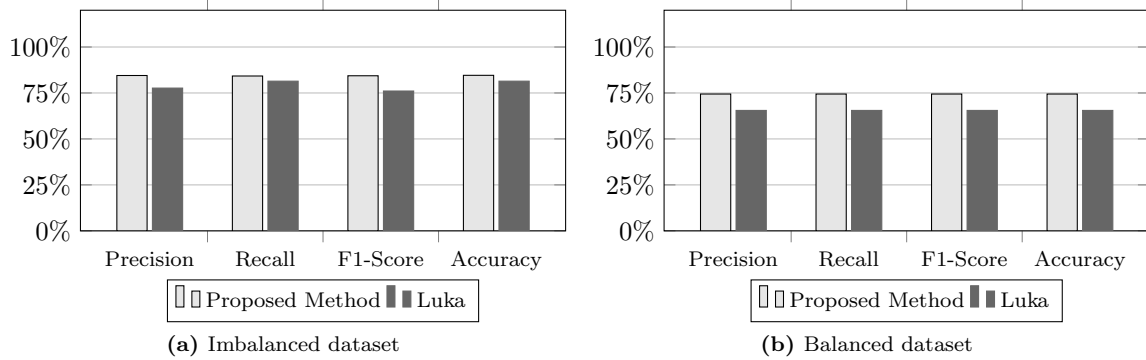 100%
75%
50%
25%
0%
Precision Recall F1-Score Accuracy
Proposed Method Luka
(a) Imbalanced dataset
100%
75%
50%
25%
0%
Precision Recall F1-Score Accuracy
Proposed Method Luka
(b) Balanced dataset